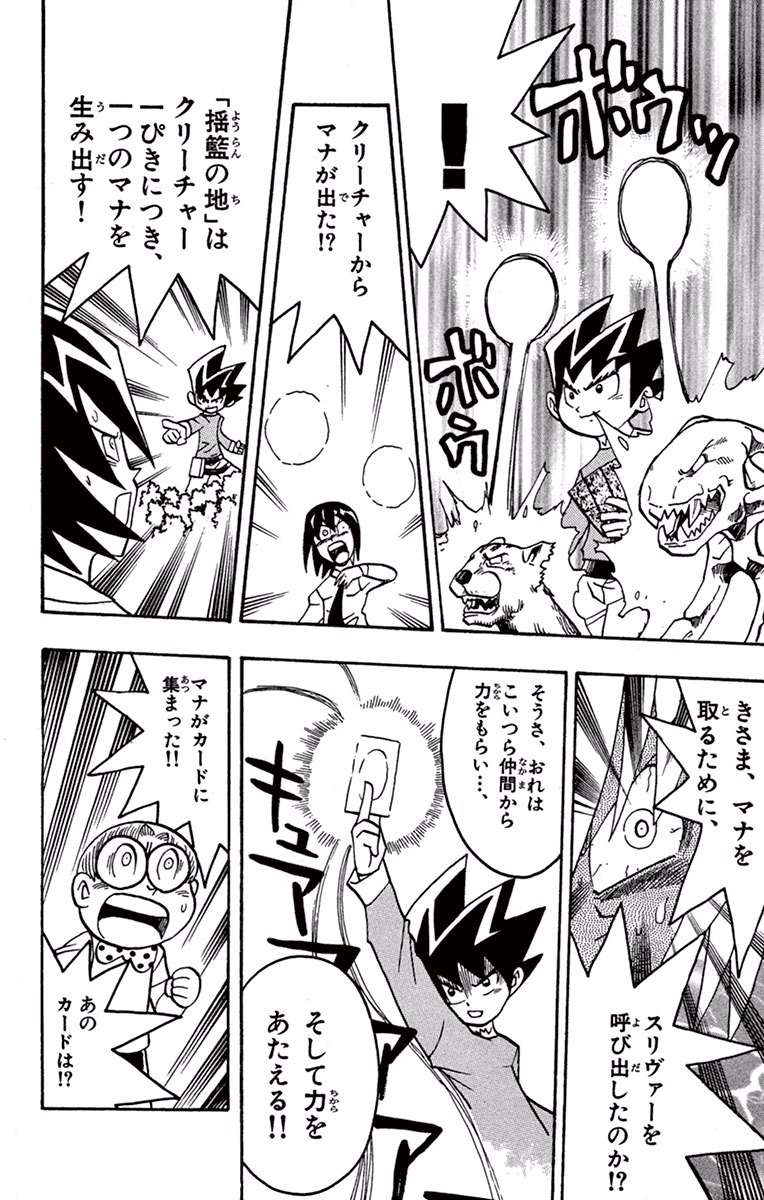 ボウッ
！
ボウ
クリーチャーから
マナが出た!?
「揺籃の地」は
クリーチャー
一ぴきにつき、
一つのマナを
生み出す！
きさま、マナを
取るために、
スリヴァーを
呼び出したのか!?
そうさ、おれは
こいつら仲間から
力をもらい…、
キュアアアアア
そして力を
あたえる!!
マナがカードに
集まった!!
あの
カードは!?